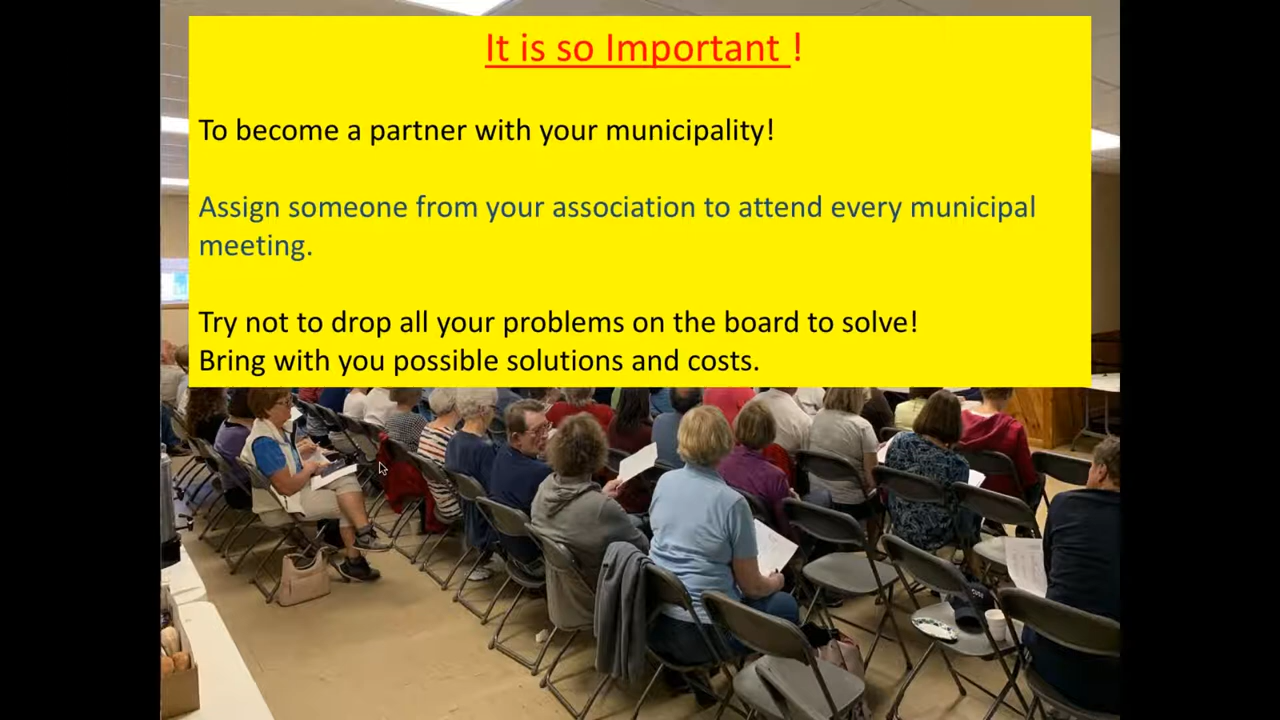 It is so Important !
To become a partner with your municipality!
Assign someone from your association to attend every municipal
meeting.
Try not to drop all your problems on the board to solve!
Bring with you possible solutions and costs.